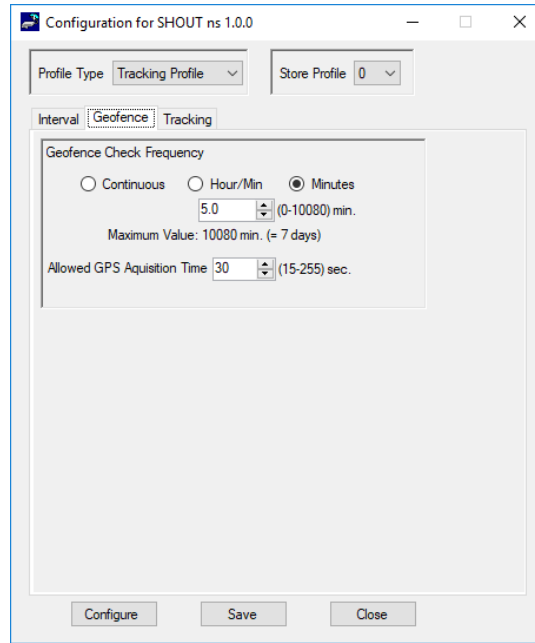 Configuration for SHOUT ns 1.0.0
Profile Type Tracking Profile Store Profile 0
Interval Geofence Tracking
Geofence Check Frequency
Continuous Hour/Min Minutes
5.0 (0-10080) min.
Maximum Value: 10080 min. (= 7 days)
Allowed GPS Aquisition Time 30 (15-255) sec.
Configure Save Close